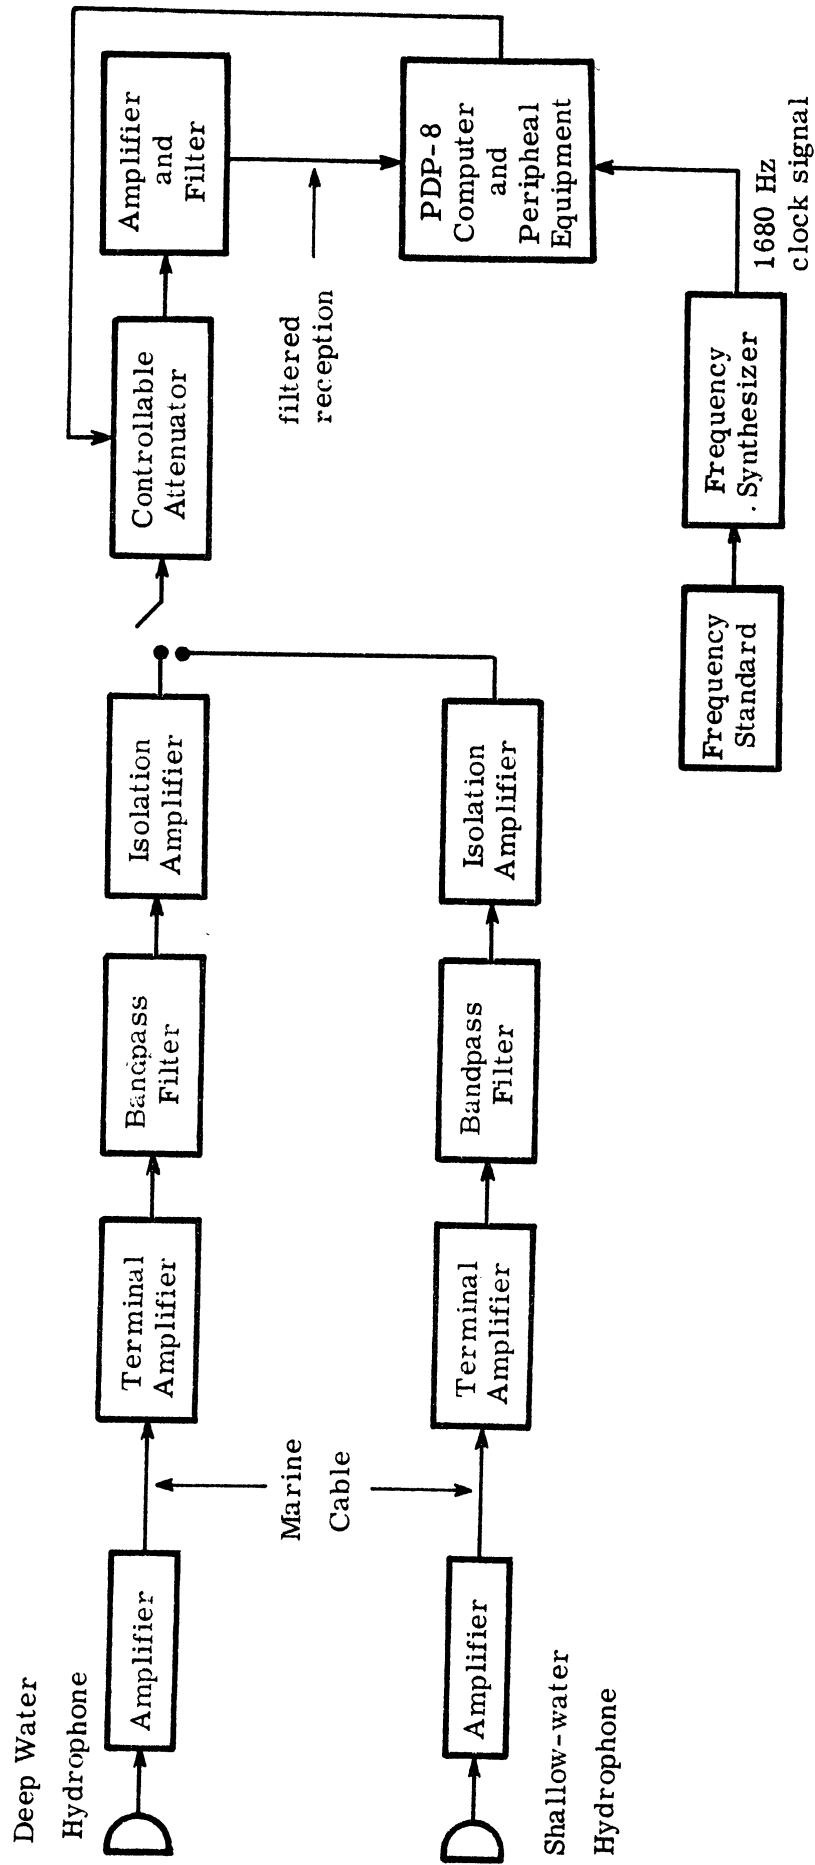 Deep Water
Hydrophone
Amplifier
Marine
Cable
Terminal
Amplifier
Bandpass
Filter
Isolation
Amplifier
Controllable
Attenuator
Amplifier
and
Filter
filtered
reception
PDP-8
Computer
and
Peripheal
Equipment
Shallow-water
Hydrophone
Amplifier
Terminal
Amplifier
Bandpass
Filter
Isolation
Amplifier
Frequency
Standard
Frequency
Synthesizer
1680 Hz
clock signal